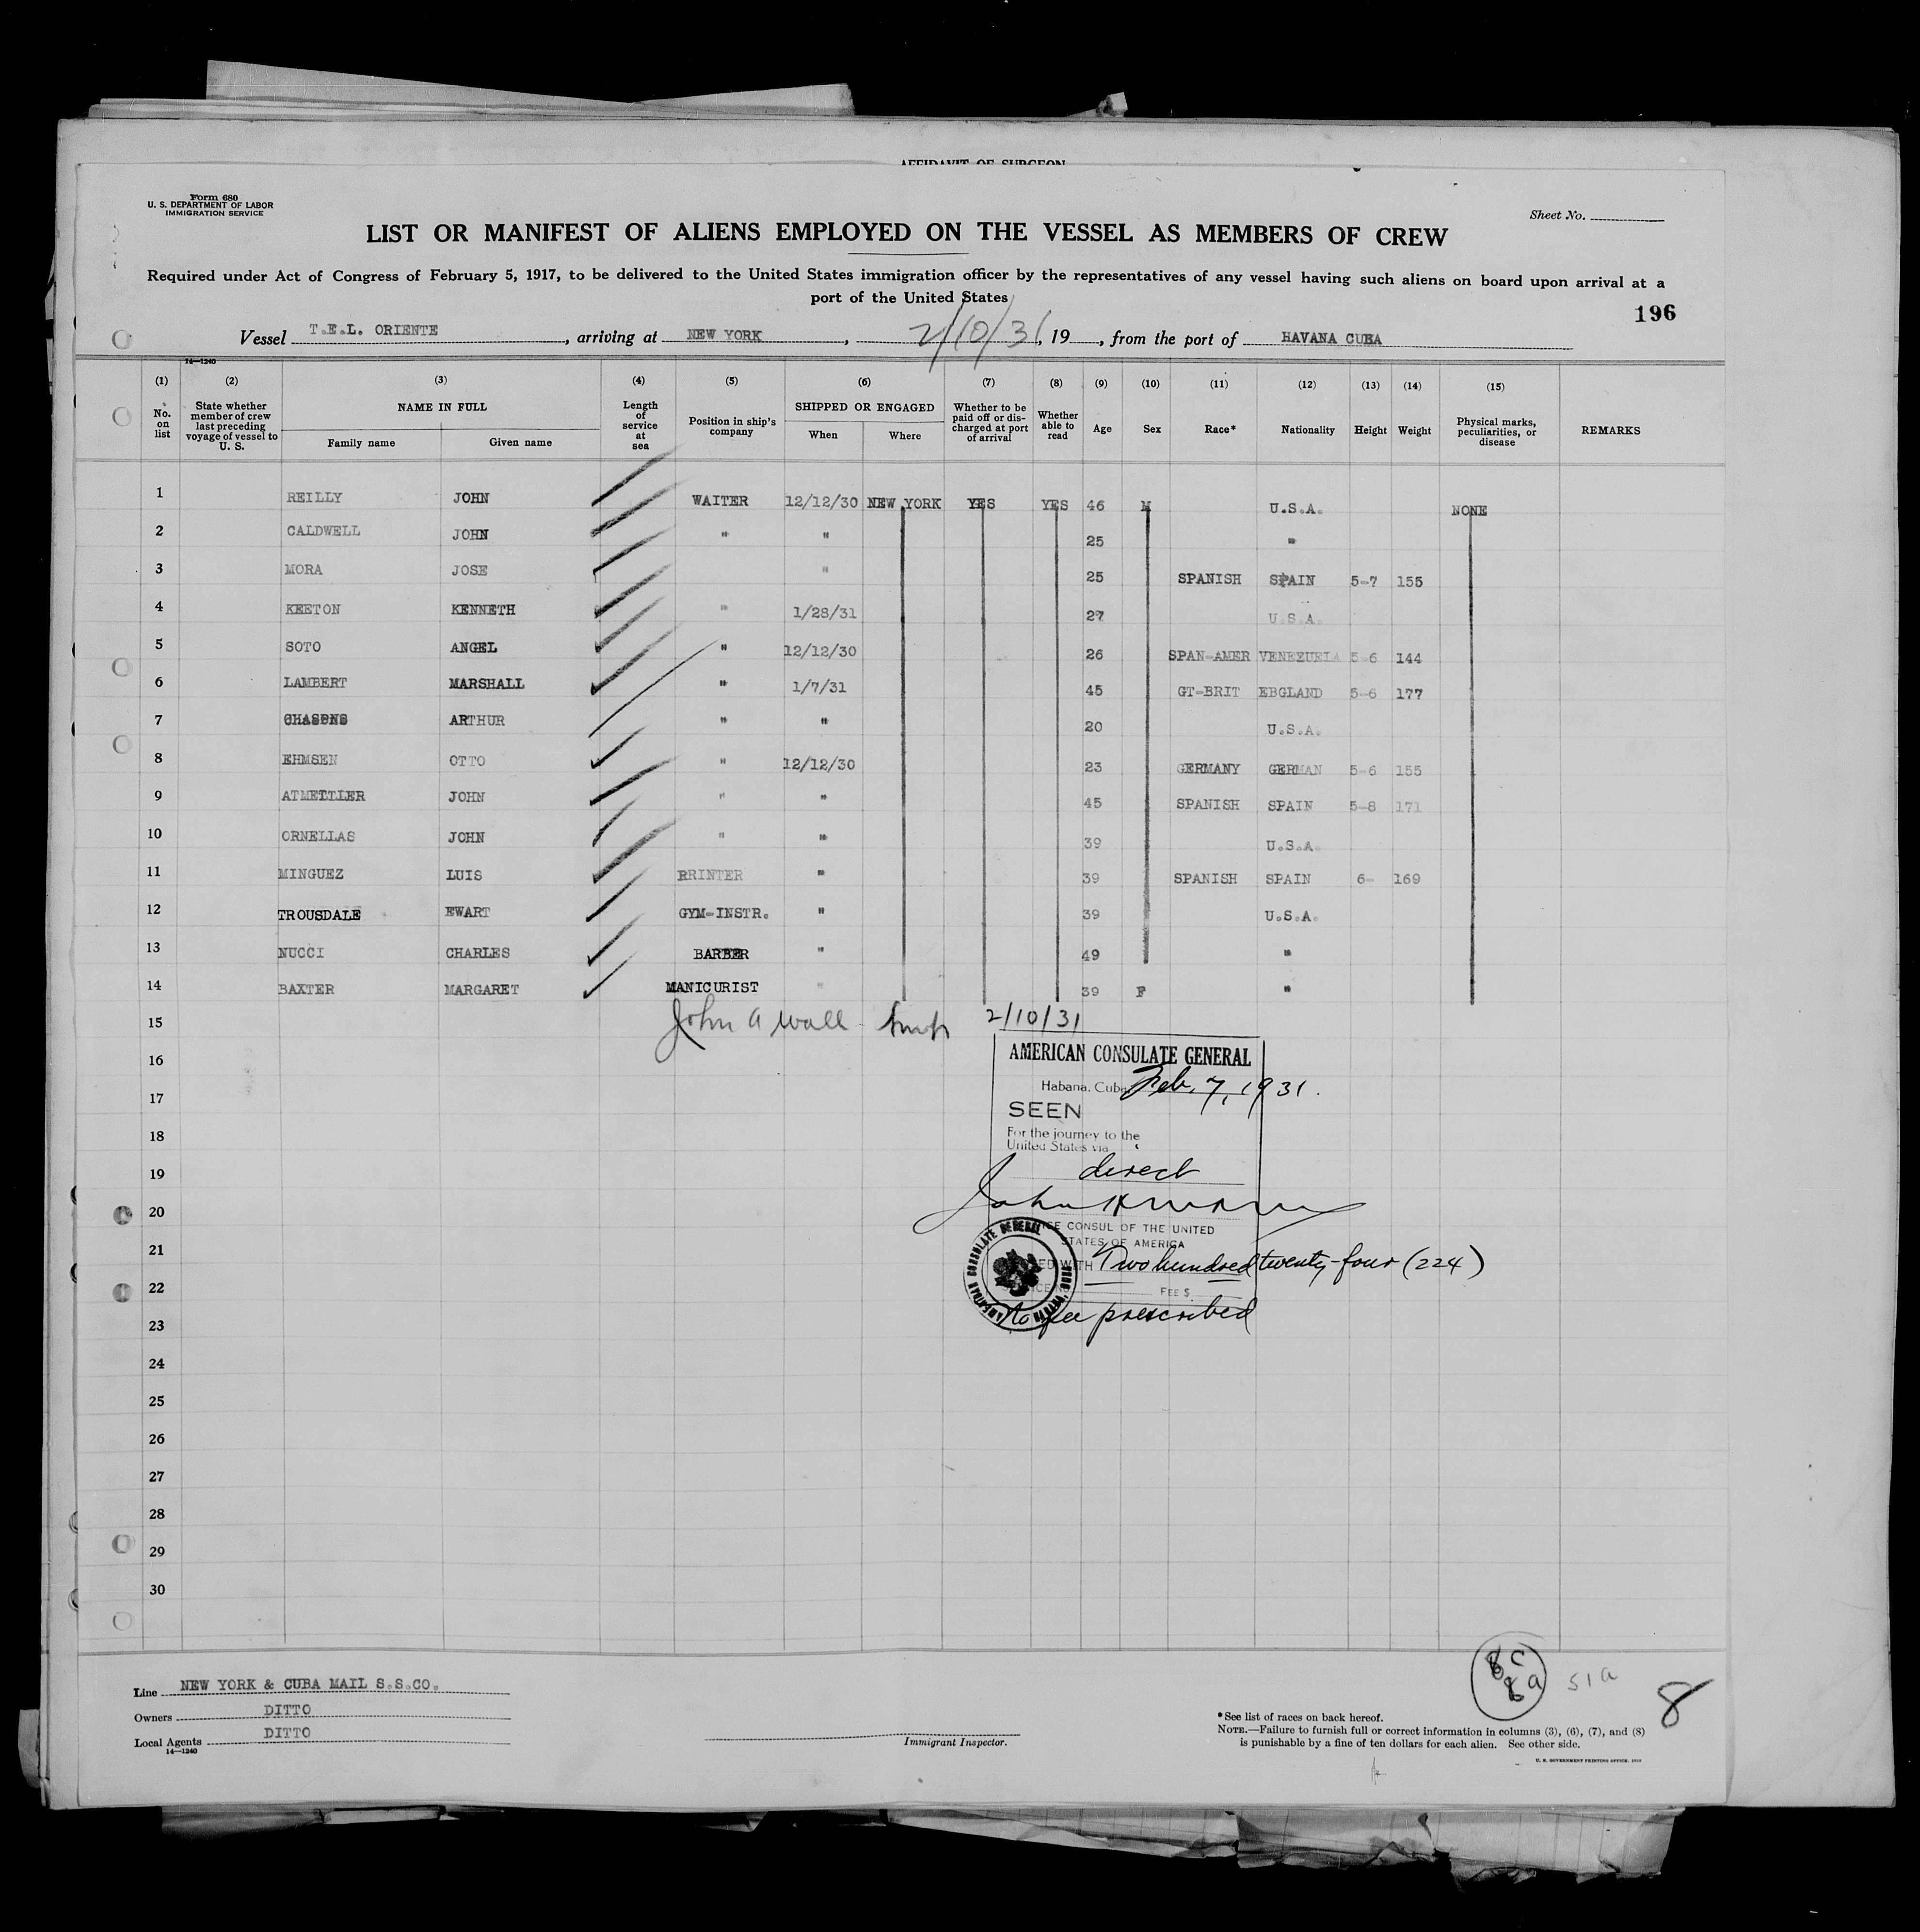 AFFIDAVIT OF SURGEON
Form 680
U. S. DEPARTMENT OF LABOR
IMMIGRATION SERVICE
Sheet No.
LIST OR MANIFEST OF ALIENS EMPLOYED ON THE VESSEL AS MEMBERS OF CREW
Required under Act of Congress of February 5, 1917, to be delivered to the United States immigration officer by the representatives of any vessel having such aliens on board upon arrival at a
port of the United States
196
Vessel T.E.L. ORIENTE, arriving at NEW YORK, 2/10/31, 19, from the port of HAVANA CUBA
14—1240
(1) (2) (3) (4) (5) (6) (7) (8) (9) (10) (11) (12) (13) (14) (15)
No. on list State whether member of crew last preceding voyage of vessel to U. S. NAME IN FULL Family name Given name Length of service at sea Position in ship's company SHIPPED OR ENGAGED When Where Whether to be paid off or discharged at port of arrival Whether able to read Age Sex Race* Nationality Height Weight Physical marks, peculiarities, or disease REMARKS
1 REILLY JOHN WAITER 12/12/30 NEW YORK YES YES 46 M U.S.A. NONE
2 CALDWELL JOHN " " 25 "
3 MORA JOSE " 25 SPANISH SPAIN 5-7 155
4 KEETON KENNETH " 1/28/31 27 U.S.A.
5 SOTO ANGEL " 12/12/30 26 SPAN-AMER VENEZUELA 5-6 144
6 LAMBERT MARSHALL " 1/7/31 45 GT-BRIT EBGLAND 5-6 177
7 ARTHUR " " 20 U.S.A.
8 EHMSEN OTTO " 12/12/30 23 GERMANY GERMAN 5-6 155
9 ATMETTLER JOHN " " 45 SPANISH SPAIN 5-8 171
10 ORNELLAS JOHN " " 39 U.S.A.
11 MINGUEZ LUIS PRINTER " 39 SPANISH SPAIN 6- 169
12 TROUSDALE EWART GYM-INSTR. " 39 U.S.A.
13 NUCCI CHARLES BARBER " 49 "
14 BAXTER MARGARET MANICURIST " 39 F "
15 John A Wall 2/10/31
16
17
18
19
20
21
22
23
24
25
26
27
28
29
30
AMERICAN CONSULATE GENERAL
Habana, Cuba Feb. 7, 1931.
SEEN
For the journey to the
United States via
direct
VICE CONSUL OF THE UNITED
STATES OF AMERICA
AMERICAN CONSULATE GENERAL
WITH Two hundred twenty-four (224)
FEE $
No fee prescribed
Line NEW YORK & CUBA MAIL S.S.CO.
Owners DITTO
Local Agents DITTO
14—1240
Immigrant Inspector.
*See list of races on back hereof.
NOTE.—Failure to furnish full or correct information in columns (3), (6), (7), and (8)
is punishable by a fine of ten dollars for each alien. See other side.
51a
8